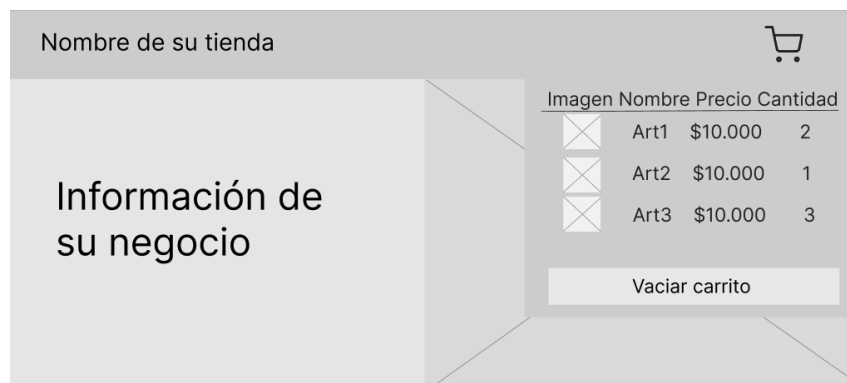 Nombre de su tienda
Imagen Nombre Precio Cantidad
Art1 $10.000 2
Art2 $10.000 1
Art3 $10.000 3
Vaciar carrito
Información de
su negocio